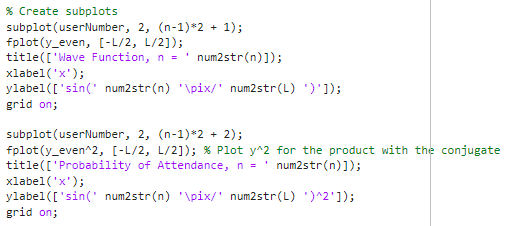 % Create subplots
subplot(userNumber, 2, (n-1)*2 + 1);
fplot(y_even, [-L/2, L/2]);
title(['Wave Function, n = ' num2str(n)]);
xlabel('x');
ylabel(['sin(' num2str(n) '\pix/' num2str(L) ')']);
grid on;

subplot(userNumber, 2, (n-1)*2 + 2);
fplot(y_even^2, [-L/2, L/2]); % Plot y^2 for the product with the conjugate
title(['Probability of Attendance, n = ' num2str(n)]);
xlabel('x');
ylabel(['sin(' num2str(n) '\pix/' num2str(L) ')^2']);
grid on;